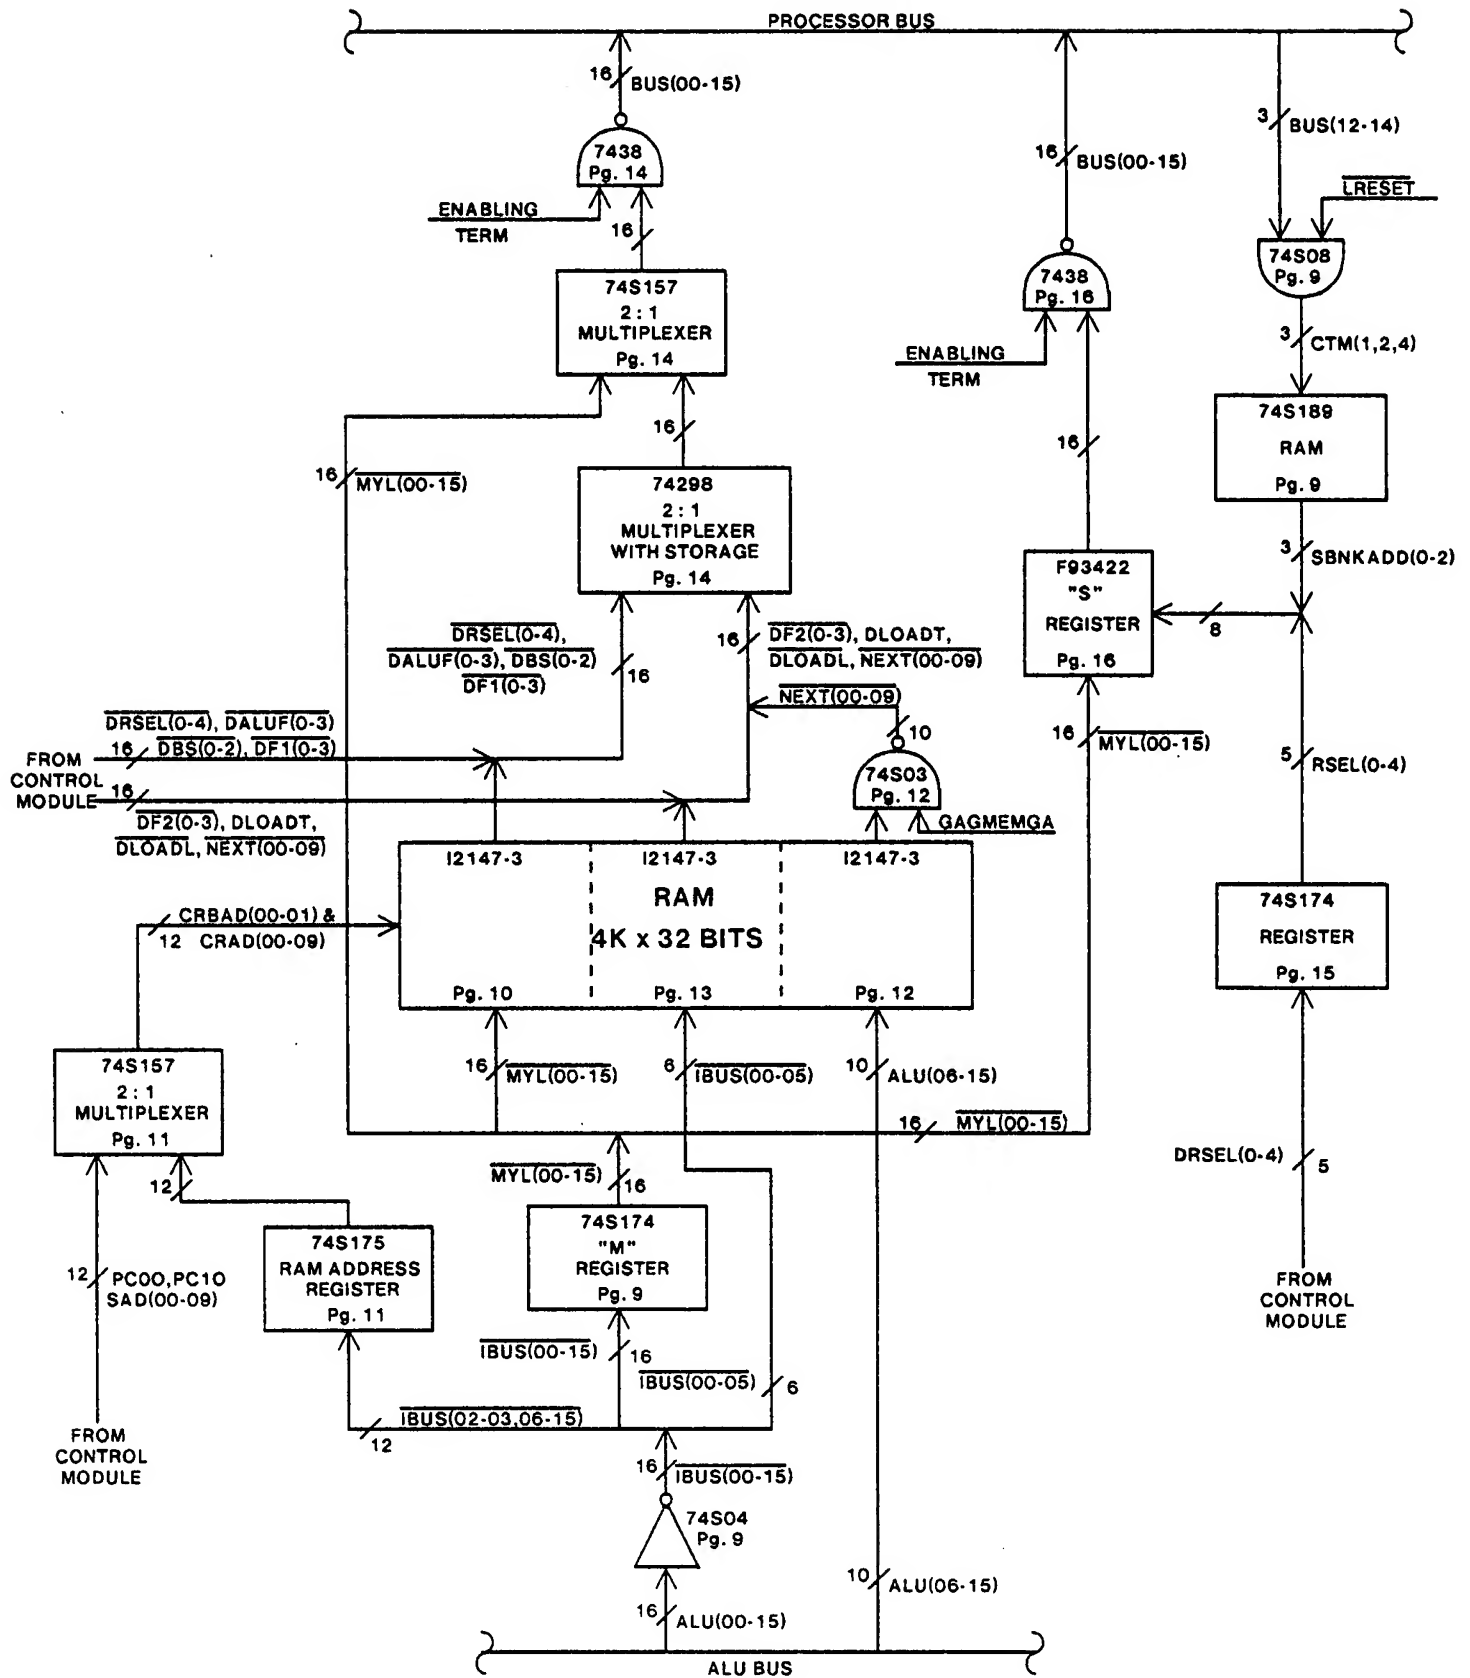 PROCESSOR BUS
16 BUS(00-15)
3 BUS(12-14)
7438
Pg. 14
16 BUS(00-15)
LRESET
ENABLING
TERM
16
74S08
Pg. 9
74S157
2 : 1
MULTIPLEXER
Pg. 14
7438
Pg. 16
3 CTM(1,2,4)
ENABLING
TERM
74S189
RAM
Pg. 9
16
16
16 MYL(00-15)
74298
2 : 1
MULTIPLEXER
WITH STORAGE
Pg. 14
3 SBNKADD(0-2)
F93422
"S"
REGISTER
Pg. 16
8
DRSEL(0-4),
DALUF(0-3), DBS(0-2)
DF1(0-3)
16
16 DF2(0-3), DLOADT,
DLOADL, NEXT(00-09)
NEXT(00-09)
10
16 MYL(00-15)
5 RSEL(0-4)
DRSEL(0-4), DALUF(0-3)
16 DBS(0-2), DF1(0-3)
FROM
CONTROL
MODULE
16
DF2(0-3), DLOADT,
DLOADL, NEXT(00-09)
74S03
Pg. 12
GAGMEMGA
I2147-3 I2147-3 I2147-3
RAM
4K x 32 BITS
Pg. 10 Pg. 13 Pg. 12
CRBAD(00-01) &
12 CRAD(00-09)
74S174
REGISTER
Pg. 15
74S157
2 : 1
MULTIPLEXER
Pg. 11
16 MYL(00-15)
6 IBUS(00-05)
10 ALU(06-15)
16 MYL(00-15)
DRSEL(0-4) 5
12
MYL(00-15) 16
74S175
RAM ADDRESS
REGISTER
Pg. 11
74S174
"M"
REGISTER
Pg. 9
12 PC00,PC10
SAD(00-09)
FROM
CONTROL
MODULE
IBUS(00-15) 16
IBUS(00-05) 6
IBUS(02-03,06-15)
12
FROM
CONTROL
MODULE
16 IBUS(00-15)
74S04
Pg. 9
10 ALU(06-15)
16 ALU(00-15)
ALU BUS